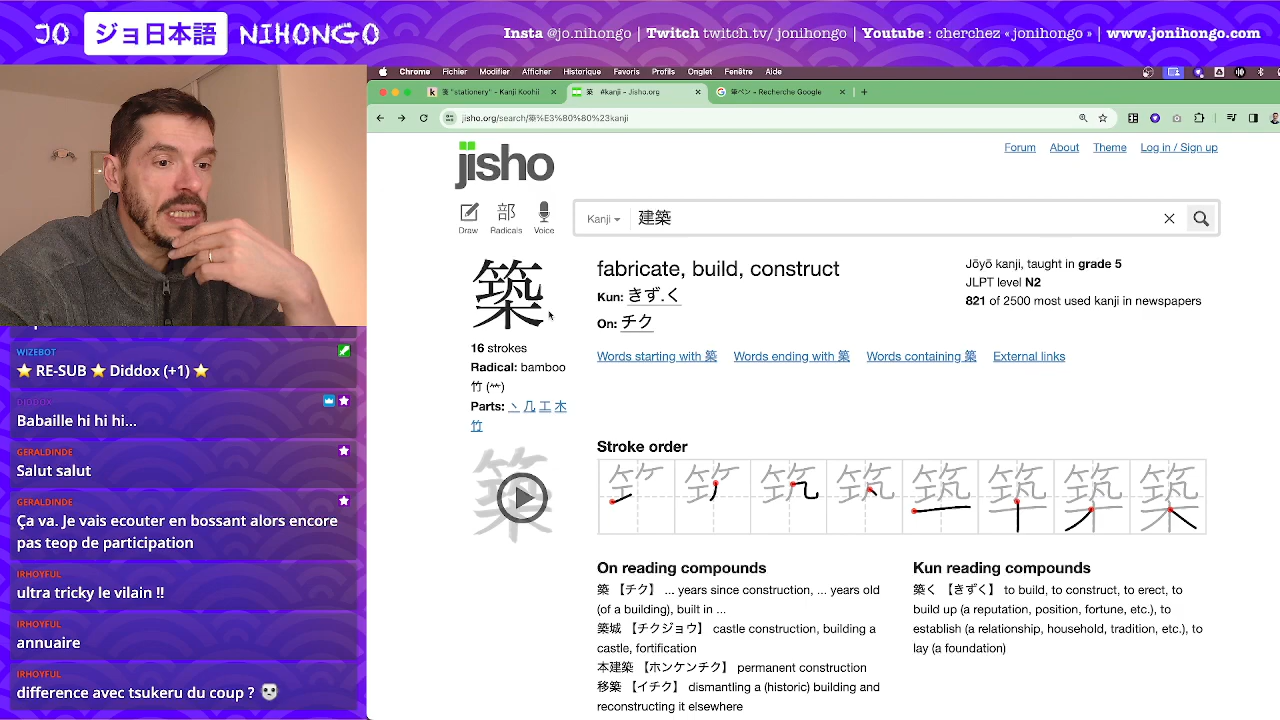 JO ジョ日本語 NIHONGO
Insta @jo.nihongo | Twitch twitch.tv/ jonihongo | Youtube : cherchez « jonihongo » | www.jonihongo.com
Chrome Fichier Modifier Afficher Historique Favoris Profils Onglet Fenêtre Aide
"stationery" - Kanji Koohii
築 #kanji - Jisho.org
筆ペン - Recherche Google
jisho.org/search/築%E3%80%80%23kanji
jisho
Forum About Theme Log in / Sign up
Draw 部 Radicals Voice
Kanji 建築
築
fabricate, build, construct
Kun: きず.く
On: チク
Jōyō kanji, taught in grade 5
JLPT level N2
821 of 2500 most used kanji in newspapers
16 strokes
Radical: bamboo
竹 (⺮)
Parts: 丶 几 工 木
竹
Words starting with 築 Words ending with 築 Words containing 築 External links
Stroke order
On reading compounds
築 【チク】 ... years since construction, ... years old
(of a building), built in ...
築城 【チクジョウ】 castle construction, building a
castle, fortification
本建築 【ホンケンチク】 permanent construction
移築 【イチク】 dismantling a (historic) building and
reconstructing it elsewhere
Kun reading compounds
築く 【きずく】 to build, to construct, to erect, to
build up (a reputation, position, fortune, etc.), to
establish (a relationship, household, tradition, etc.), to
lay (a foundation)
WIZEBOT
RE-SUB Diddox (+1)
DIDDOX
Babaille hi hi hi...
GERALDINDE
Salut salut
GERALDINDE
Ça va. Je vais ecouter en bossant alors encore
pas teop de participation
IRHOYFUL
ultra tricky le vilain !!
IRHOYFUL
annuaire
IRHOYFUL
difference avec tsukeru du coup ?